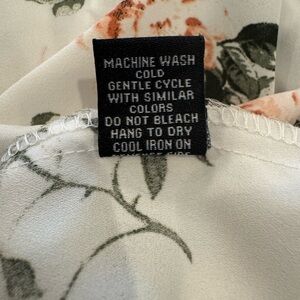 MACHINE WASH
COLD
GENTLE CYCLE
WITH SIMILAR
COLORS
DO NOT BLEACH
HANG TO DRY
COOL IRON ON